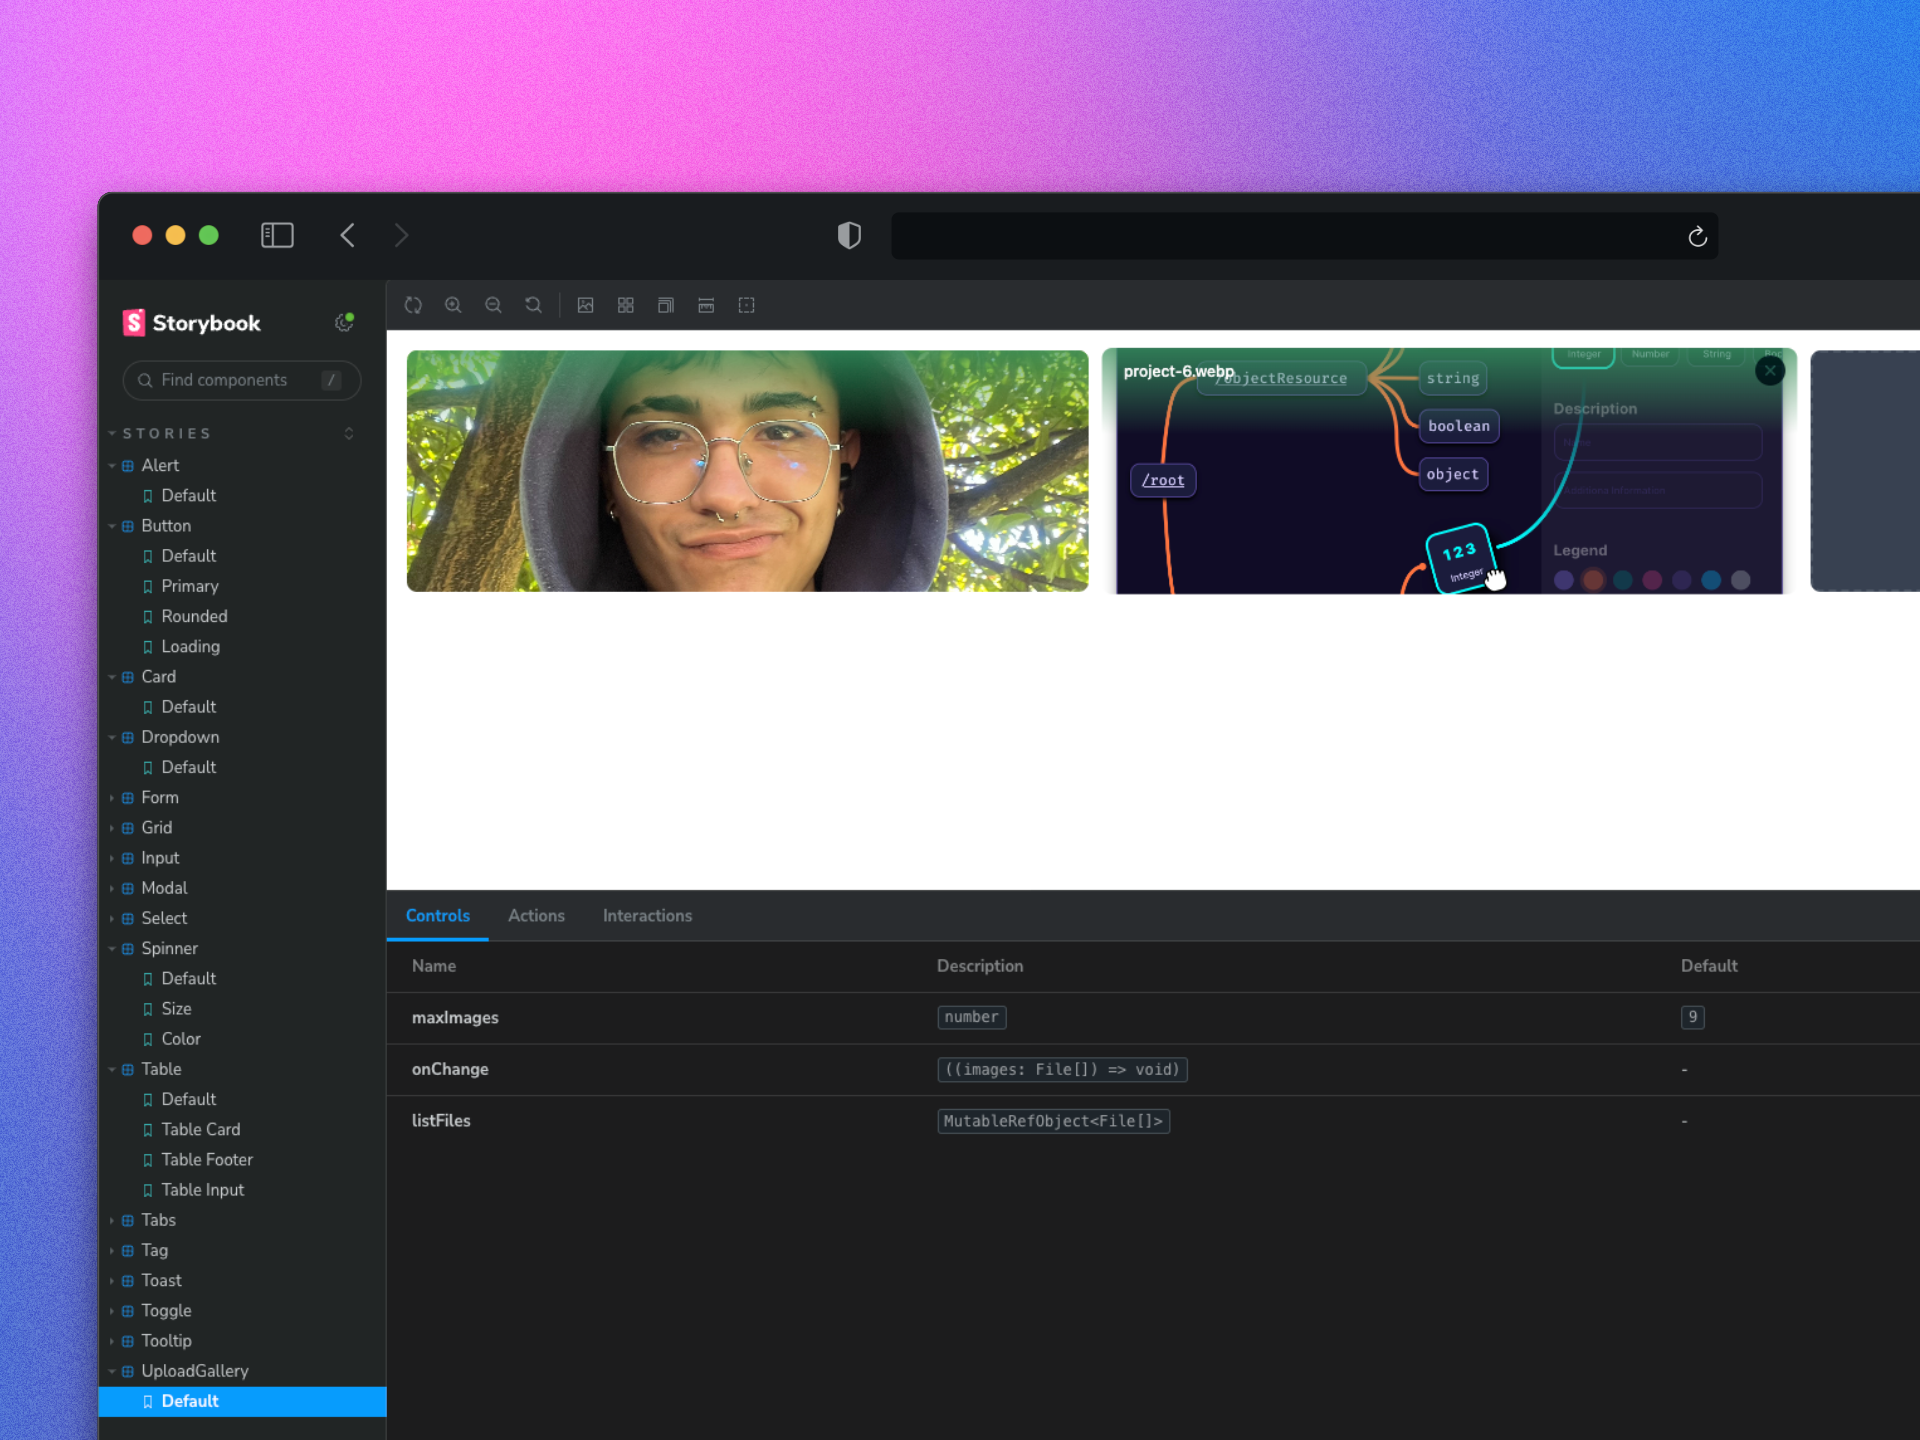 Storybook
Find components /
STORIES
Alert
Default
Button
Default
Primary
Rounded
Loading
Card
Default
Dropdown
Default
Form
Grid
Input
Modal
Select
Spinner
Default
Size
Color
Table
Default
Table Card
Table Footer
Table Input
Tabs
Tag
Toast
Toggle
Tooltip
UploadGallery
Default
project-6.webp
/objectResource
string
boolean
object
/root
123
Integer
Integer
Number
String
Description
Name
Additional Information
Legend
Controls Actions Interactions
Name Description Default
maxImages number 9
onChange ((images: File[]) => void) -
listFiles MutableRefObject<File[]> -